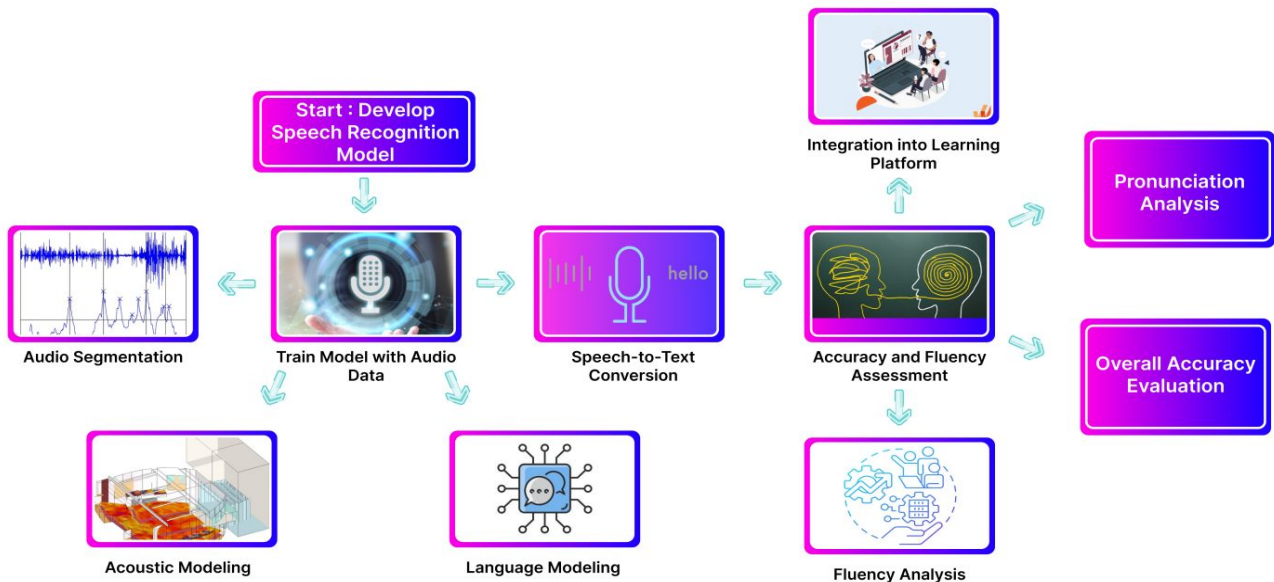 Start : Develop
Speech Recognition
Model
Integration into Learning
Platform
Pronunciation
Analysis
hello
Audio Segmentation
Train Model with Audio
Data
Speech-to-Text
Conversion
Accuracy and Fluency
Assessment
Overall Accuracy
Evaluation
Acoustic Modeling
Language Modeling
Fluency Analysis